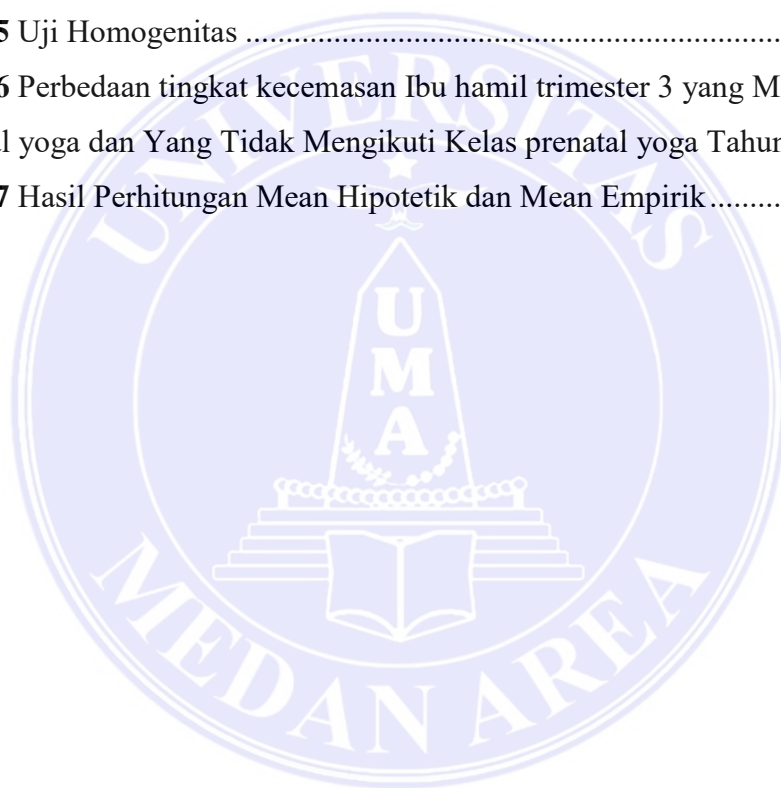 5 Uji Homogenitas ..................................................................
6 Perbedaan tingkat kecemasan Ibu hamil trimester 3 yang M
l yoga dan Yang Tidak Mengikuti Kelas prenatal yoga Tahun
7 Hasil Perhitungan Mean Hipotetik dan Mean Empirik .........
UNIVERSITAS
UMA
MEDAN AREA